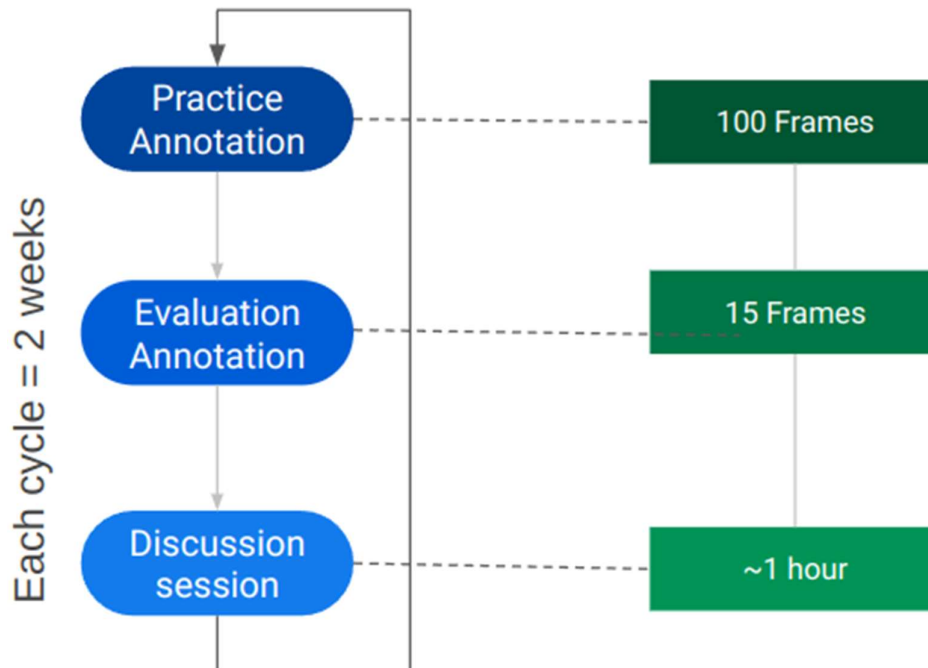 Practice
Annotation
100 Frames
Evaluation
Annotation
15 Frames
Discussion
session
~1 hour
Each cycle = 2 weeks